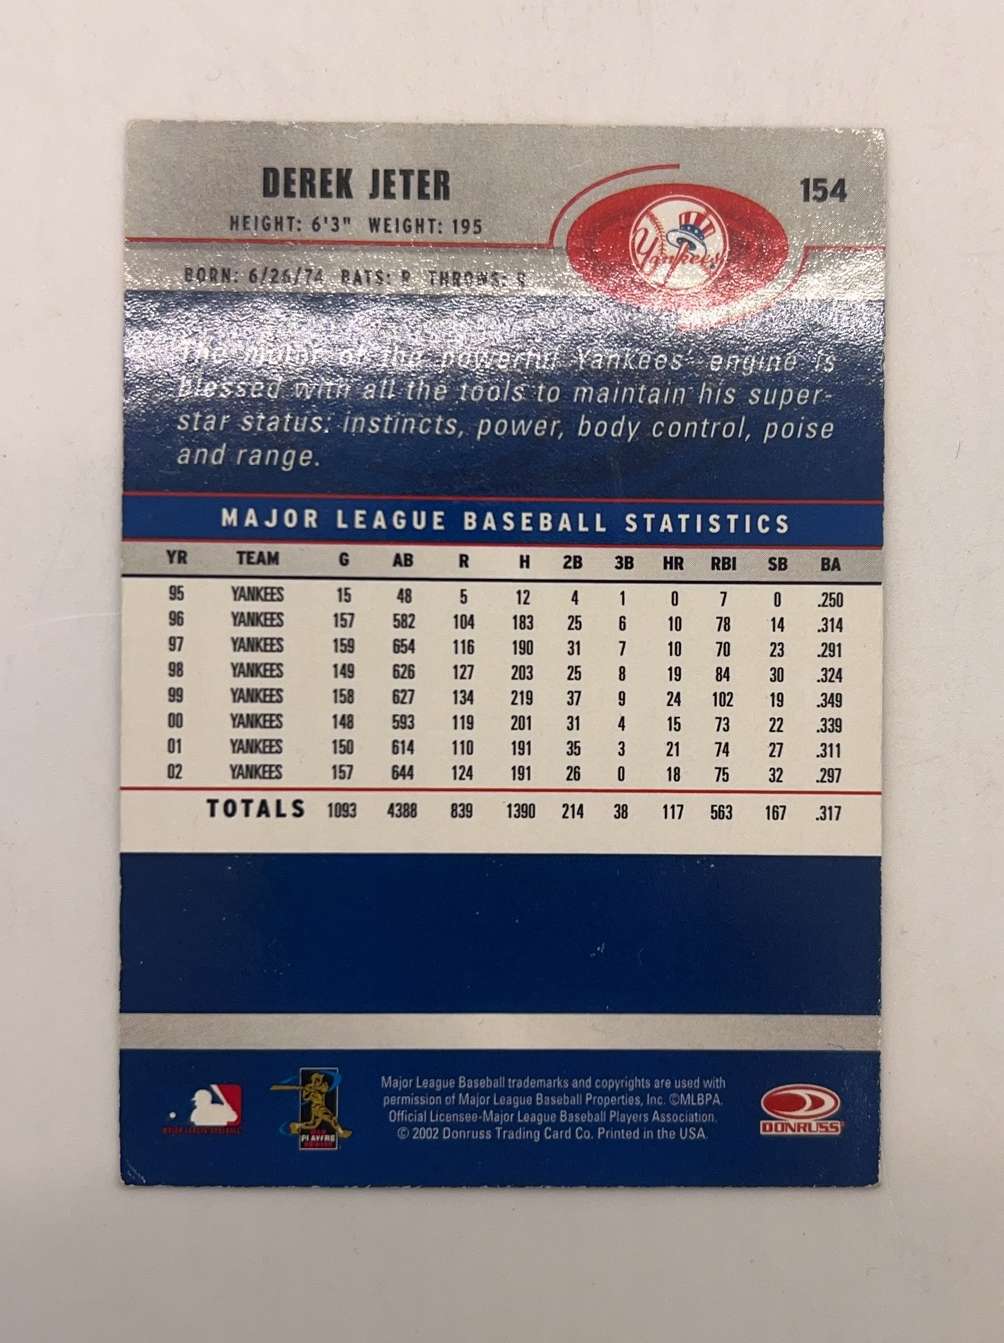 DEREK JETER
154
HEIGHT: 6'3" WEIGHT: 195
Yankees
BORN: 6/26/74 BATS: R THROWS: R
The motor of the powerful Yankees' engine is
blessed with all the tools to maintain his super-
star status: instincts, power, body control, poise
and range.
MAJOR LEAGUE BASEBALL STATISTICS
YR TEAM G AB R H 2B 3B HR RBI SB BA
95 YANKEES 15 48 5 12 4 1 0 7 0 .250
96 YANKEES 157 582 104 183 25 6 10 78 14 .314
97 YANKEES 159 654 116 190 31 7 10 70 23 .291
98 YANKEES 149 626 127 203 25 8 19 84 30 .324
99 YANKEES 158 627 134 219 37 9 24 102 19 .349
00 YANKEES 148 593 119 201 31 4 15 73 22 .339
01 YANKEES 150 614 110 191 35 3 21 74 27 .311
02 YANKEES 157 644 124 191 26 0 18 75 32 .297
TOTALS 1093 4388 839 1390 214 38 117 563 167 .317
Major League Baseball trademarks and copyrights are used with
permission of Major League Baseball Properties, Inc. ©MLBPA.
Official Licensee-Major League Baseball Players Association.
© 2002 Donruss Trading Card Co. Printed in the USA.
MAJOR LEAGUE BASEBALL
PLAYERS
DONRUSS